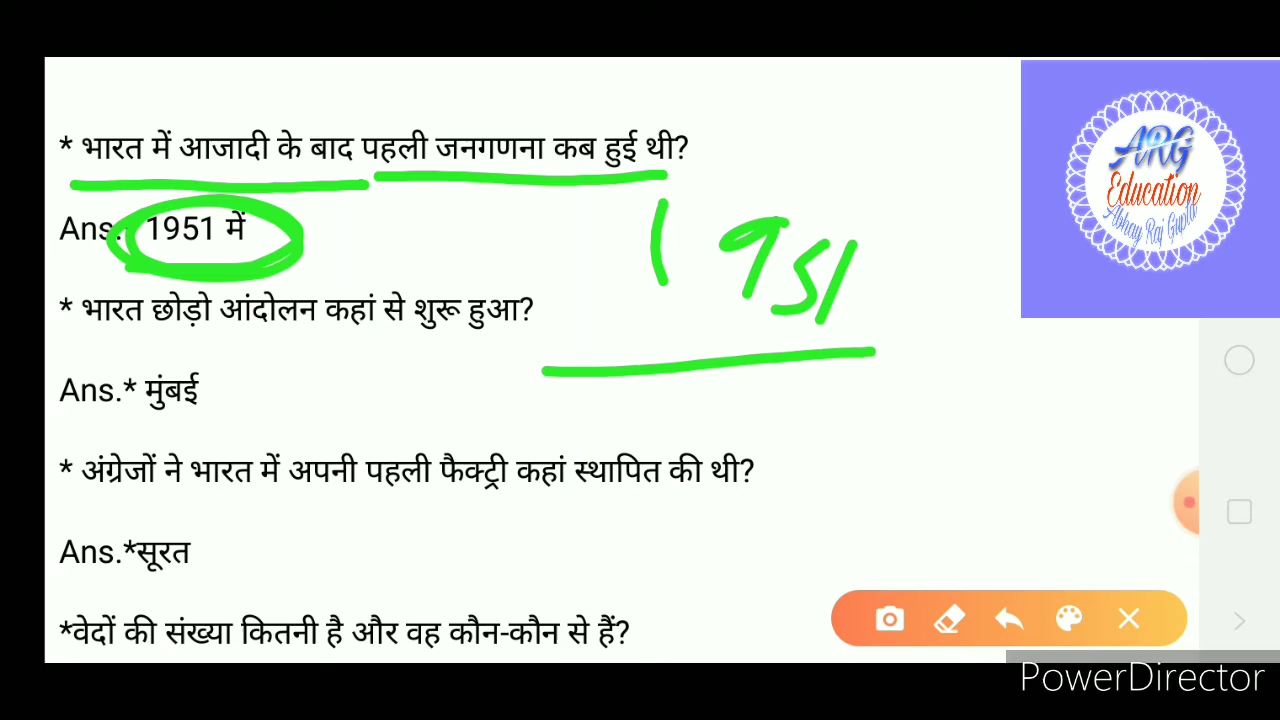 * भारत में आजादी के बाद पहली जनगणना कब हुई थी?
Ans.* 1951 में
1951
* भारत छोड़ो आंदोलन कहां से शुरू हुआ?
Ans.* मुंबई
* अंग्रेजों ने भारत में अपनी पहली फैक्ट्री कहां स्थापित की थी?
Ans.*सूरत
*वेदों की संख्या कितनी है और वह कौन-कौन से हैं?
ARG
Education
Abhay Raj Gupta
PowerDirector